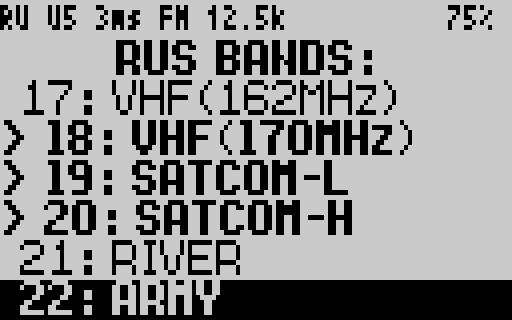 RU U5 3ms FM 12.5k 75%
RUS BANDS:
17: VHF(162MHz)
> 18: VHF(170MHz)
> 19: SATCOM-L
> 20: SATCOM-H
21: RIVER
22: ARMY